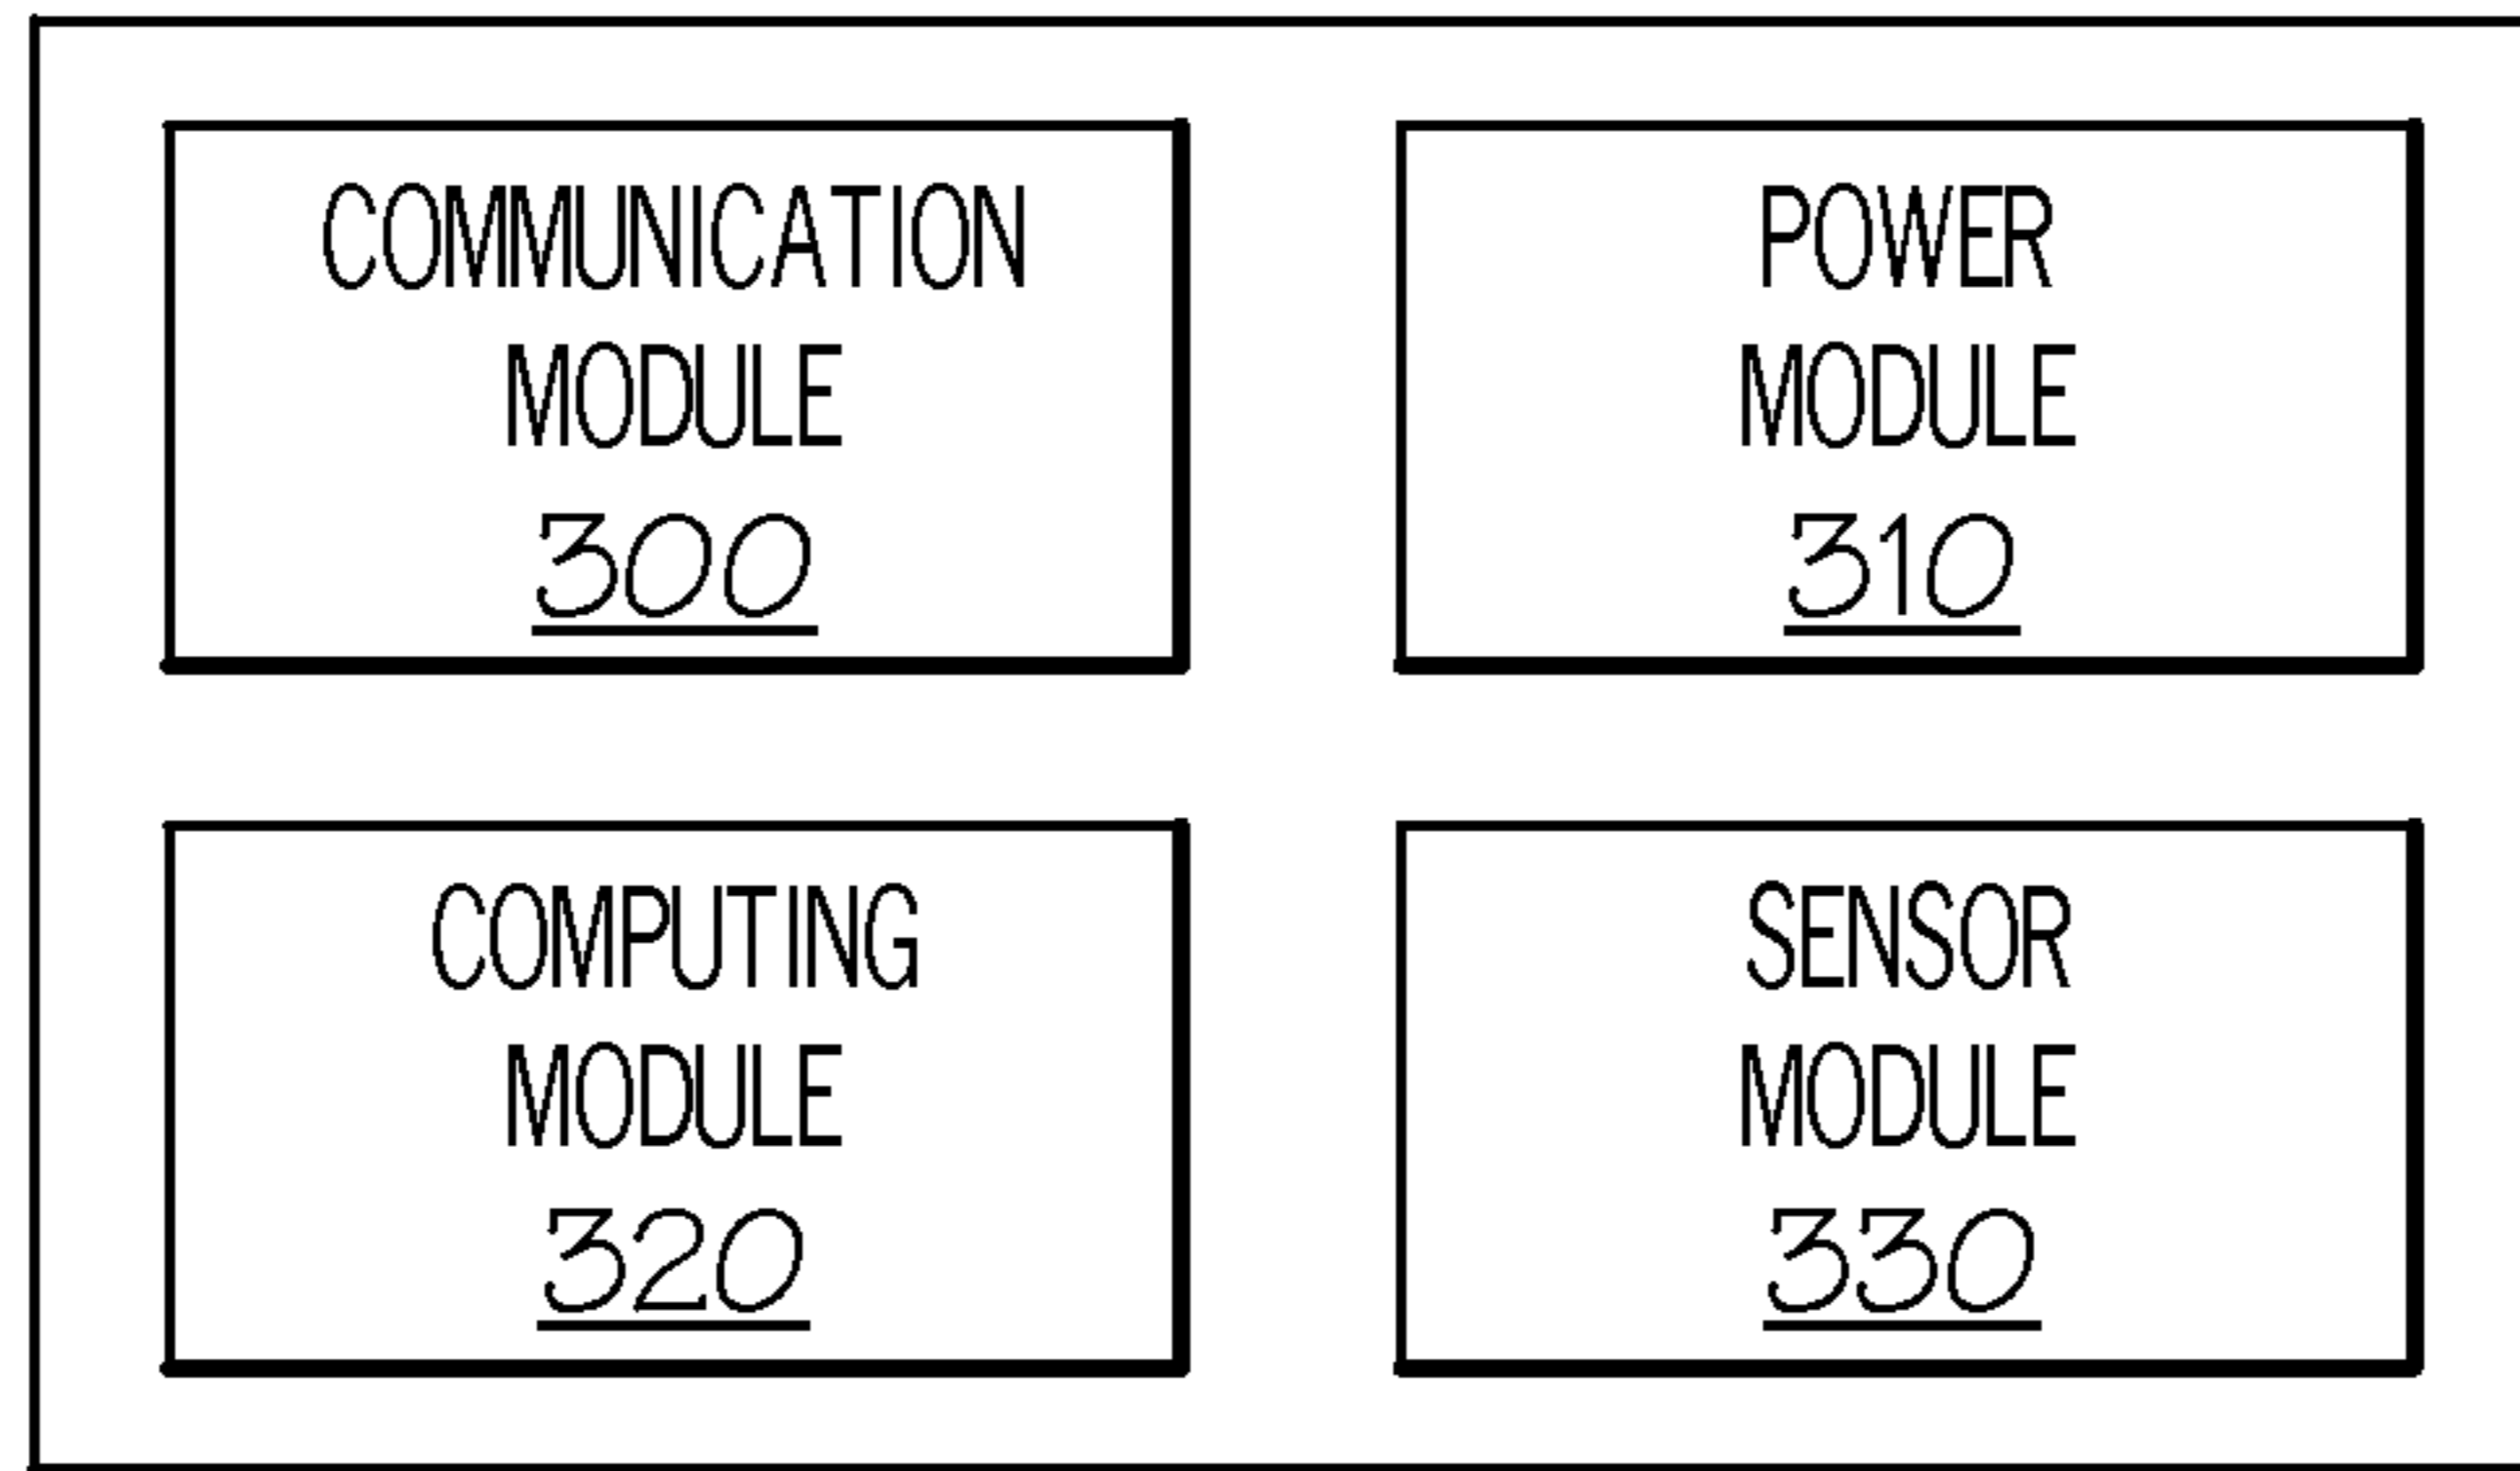 COMMUNICATION
MODULE
300
POWER
MODULE
310
COMPUTING
MODULE
320
SENSOR
MODULE
330